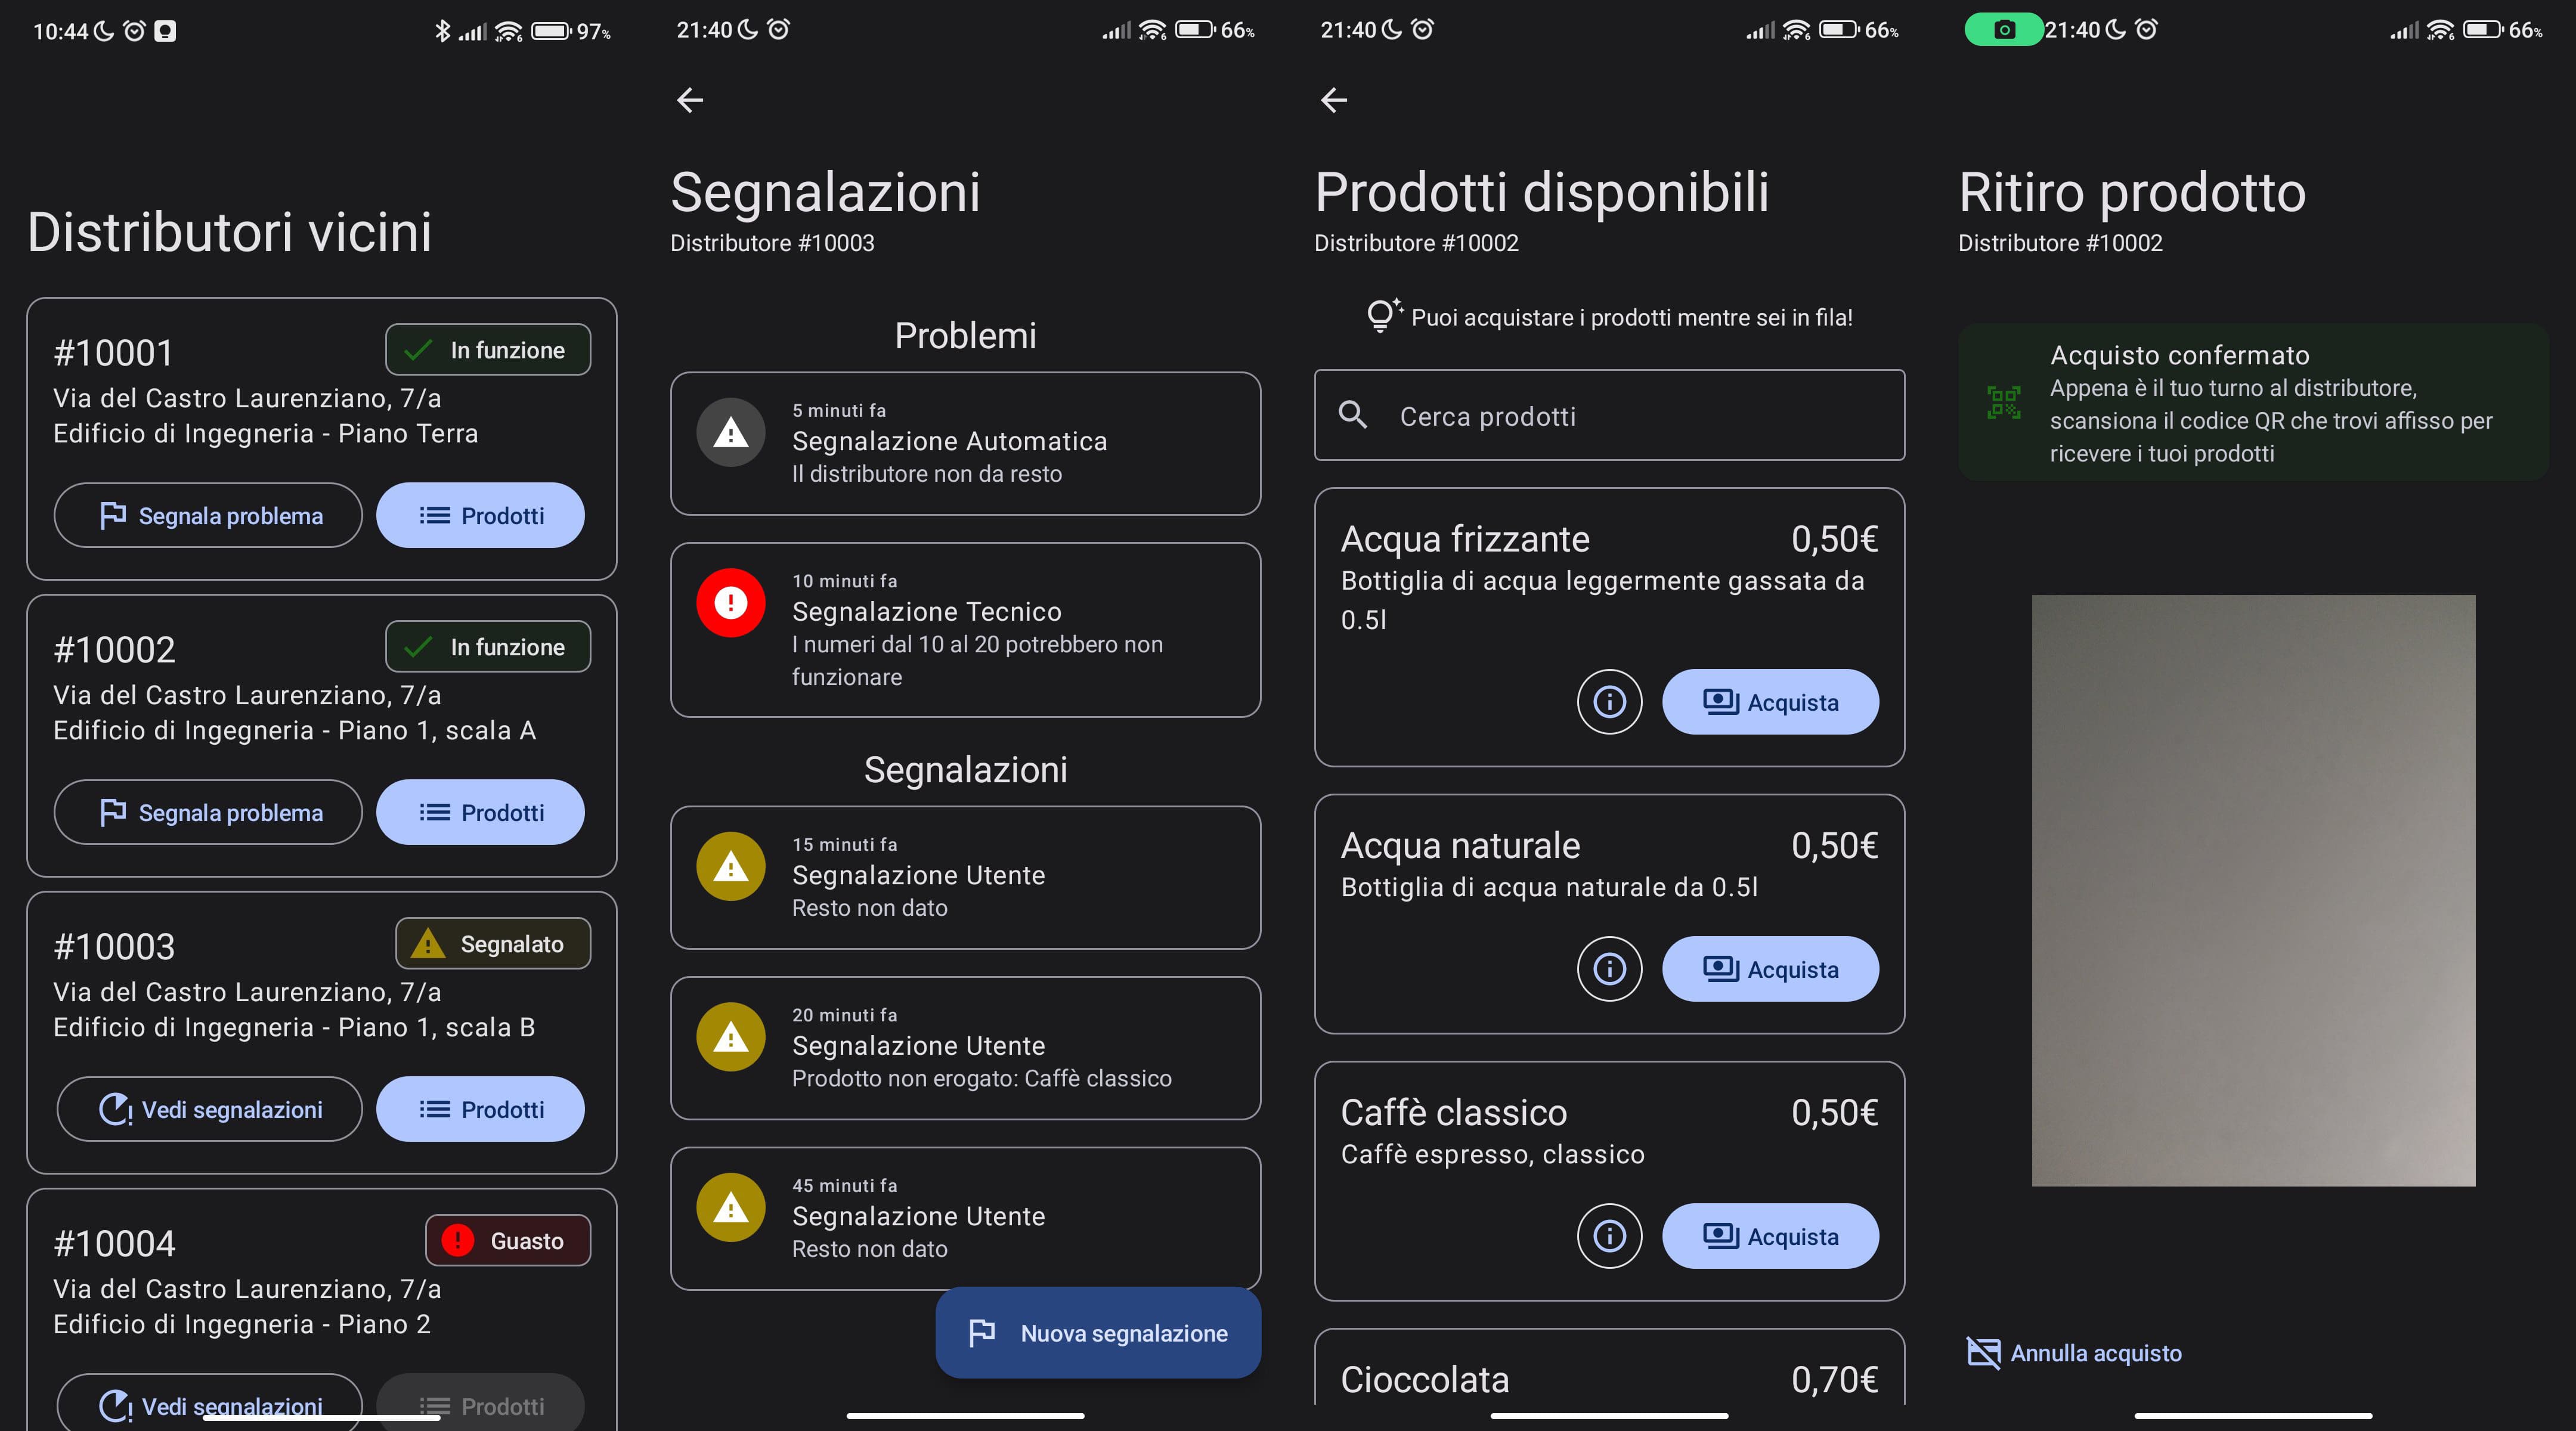 10:44
97%
Distributori vicini
#10001
In funzione
Via del Castro Laurenziano, 7/a
Edificio di Ingegneria - Piano Terra
Segnala problema
Prodotti
#10002
In funzione
Via del Castro Laurenziano, 7/a
Edificio di Ingegneria - Piano 1, scala A
Segnala problema
Prodotti
#10003
Segnalato
Via del Castro Laurenziano, 7/a
Edificio di Ingegneria - Piano 1, scala B
Vedi segnalazioni
Prodotti
#10004
Guasto
Via del Castro Laurenziano, 7/a
Edificio di Ingegneria - Piano 2
Vedi segnalazioni
Prodotti
21:40
66%
Segnalazioni
Distributore #10003
Problemi
5 minuti fa
Segnalazione Automatica
Il distributore non da resto
10 minuti fa
Segnalazione Tecnico
I numeri dal 10 al 20 potrebbero non
funzionare
Segnalazioni
15 minuti fa
Segnalazione Utente
Resto non dato
20 minuti fa
Segnalazione Utente
Prodotto non erogato: Caffè classico
45 minuti fa
Segnalazione Utente
Resto non dato
Nuova segnalazione
21:40
66%
Prodotti disponibili
Distributore #10002
Puoi acquistare i prodotti mentre sei in fila!
Cerca prodotti
Acqua frizzante
0,50€
Bottiglia di acqua leggermente gassata da
0.5l
Acquista
Acqua naturale
0,50€
Bottiglia di acqua naturale da 0.5l
Acquista
Caffè classico
0,50€
Caffè espresso, classico
Acquista
Cioccolata
0,70€
21:40
66%
Ritiro prodotto
Distributore #10002
Acquisto confermato
Appena è il tuo turno al distributore,
scansiona il codice QR che trovi affisso per
ricevere i tuoi prodotti
Annulla acquisto